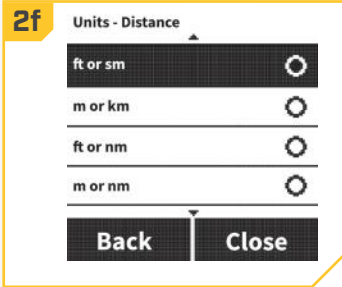 2f
Units - Distance
ft or sm
m or km
ft or nm
m or nm
Back Close